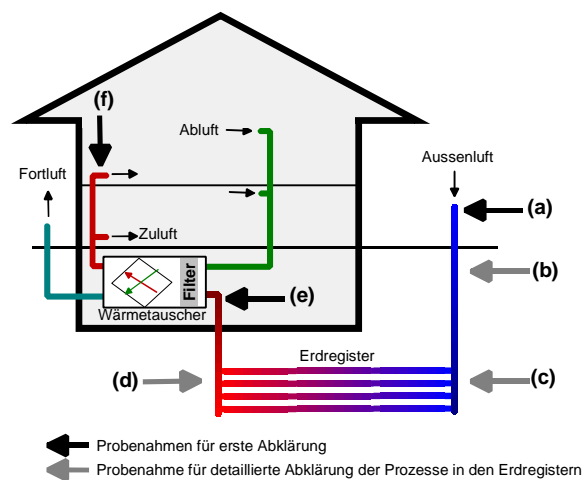 (f)
Abluft
Aussenluft
Fortluft
(a)
Zuluft
(b)
Filter
(e)
Wärmetauscher
Erdregister
(d)
(c)
Probenahmen für erste Abklärung
Probenahme für detaillierte Abklärung der Prozesse in den Erdregistern